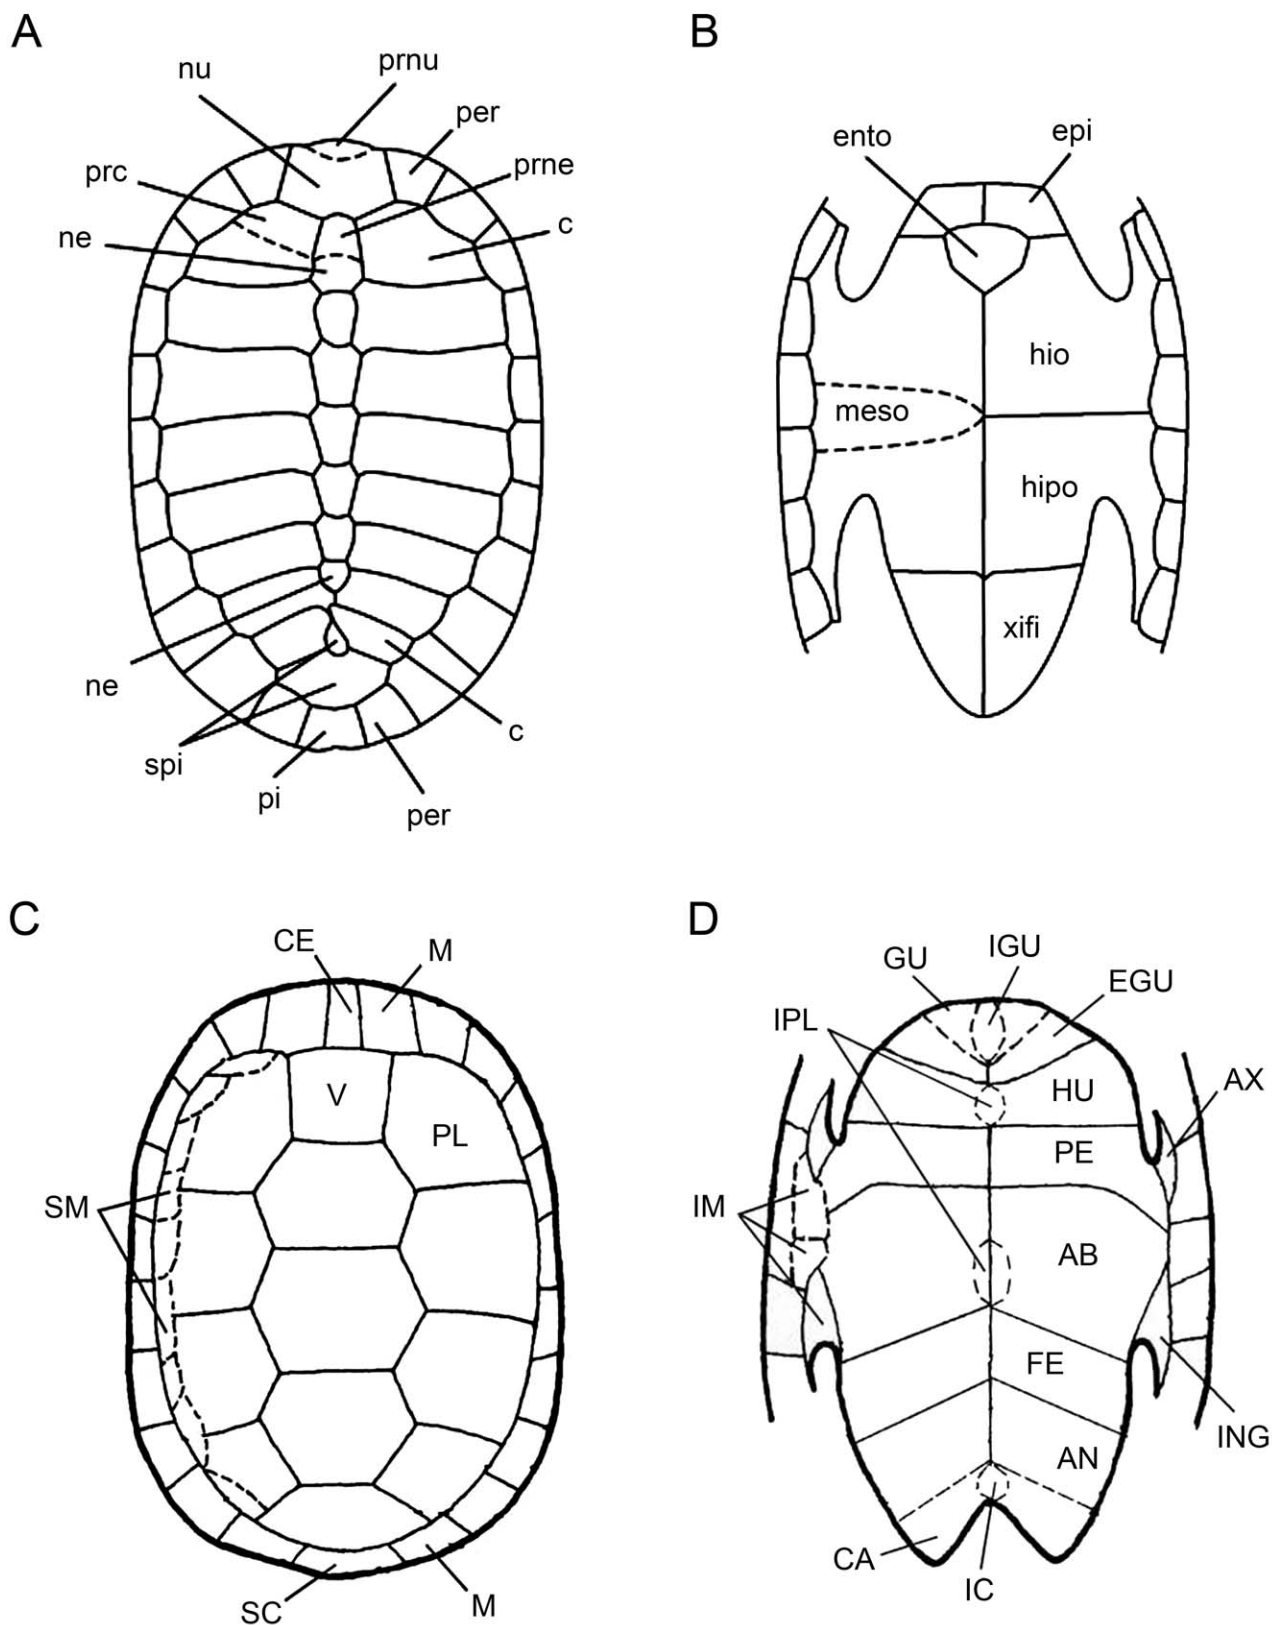 A
nu
prnu
per
prc
prne
ne
c
ne
spi
pi
c
per
B
ento
epi
hio
meso
hipo
xifi
C
CE
M
V
PL
SM
SC
M
D
GU
IGU
EGU
IPL
HU
AX
PE
IM
AB
FE
ING
AN
CA
IC